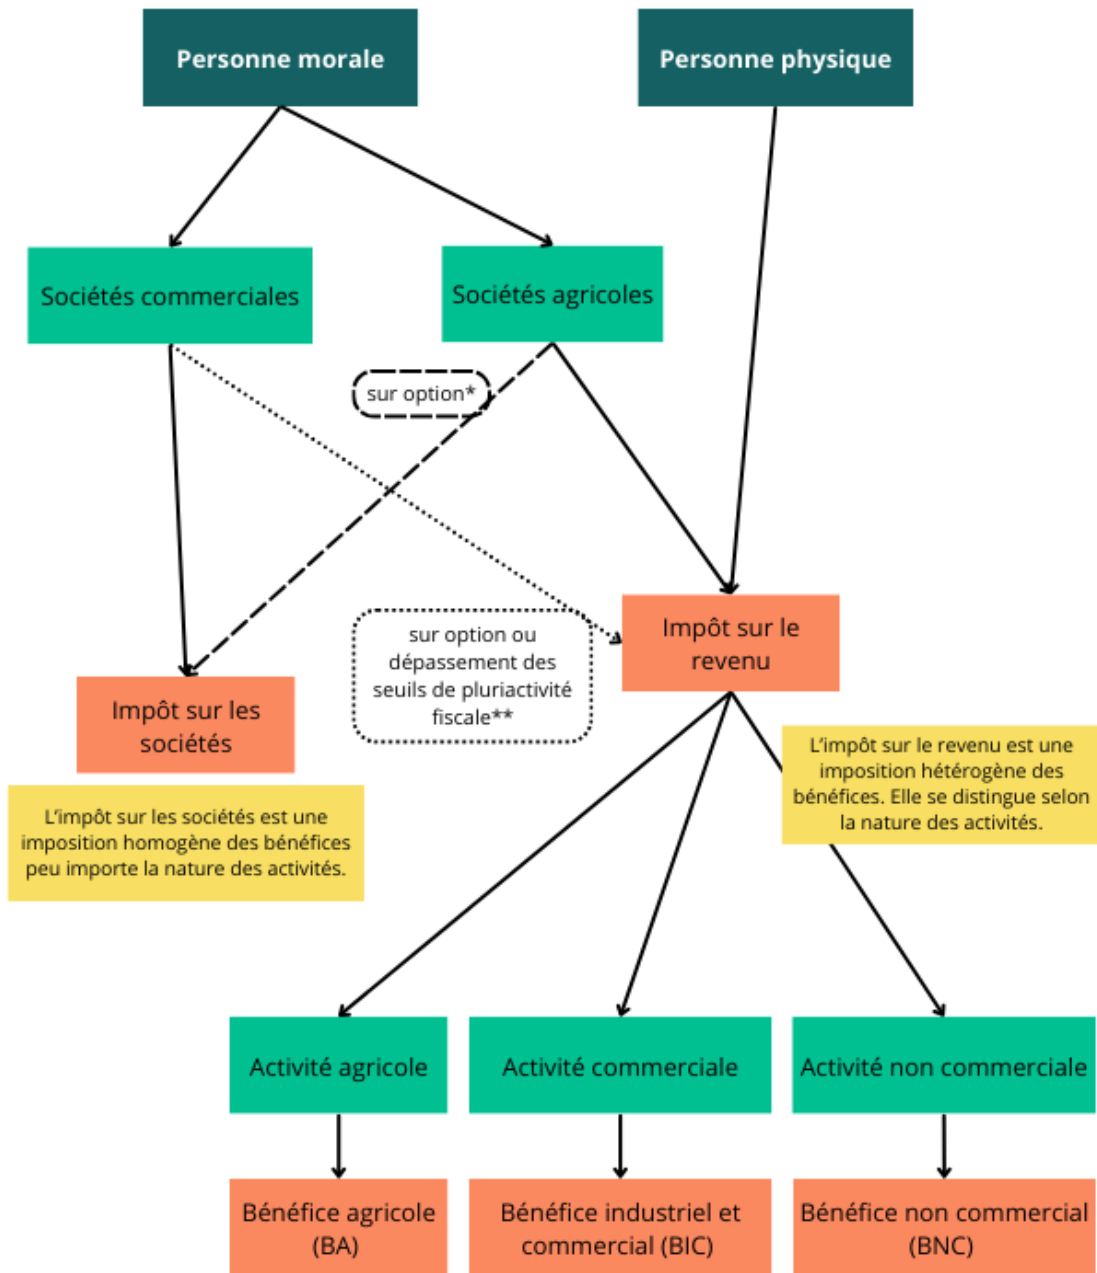 Personne morale
Personne physique
Sociétés commerciales
Sociétés agricoles
sur option*
sur option ou
dépassement des
seuils de pluriactivité
fiscale**
Impôt sur le
revenu
Impôt sur les
sociétés
L'impôt sur le revenu est une
imposition hétérogène des
bénéfices. Elle se distingue selon
la nature des activités.
L'impôt sur les sociétés est une
imposition homogène des bénéfices
peu importe la nature des activités.
Activité agricole
Activité commerciale
Activité non commerciale
Bénéfice agricole
(BA)
Bénéfice industriel et
commercial (BIC)
Bénéfice non commercial
(BNC)